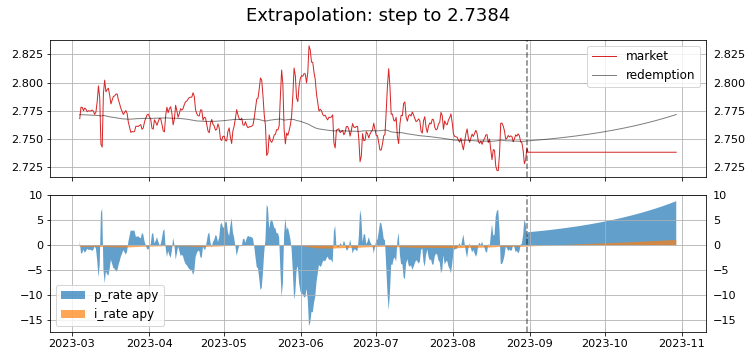 Extrapolation: step to 2.7384
2.825 2.825
2.800 2.800
2.775 2.775
2.750 2.750
2.725 2.725
market
redemption
10 10
5 5
0 0
−5 −5
−10 −10
−15 −15
p_rate apy
i_rate apy
2023-03 2023-04 2023-05 2023-06 2023-07 2023-08 2023-09 2023-10 2023-11